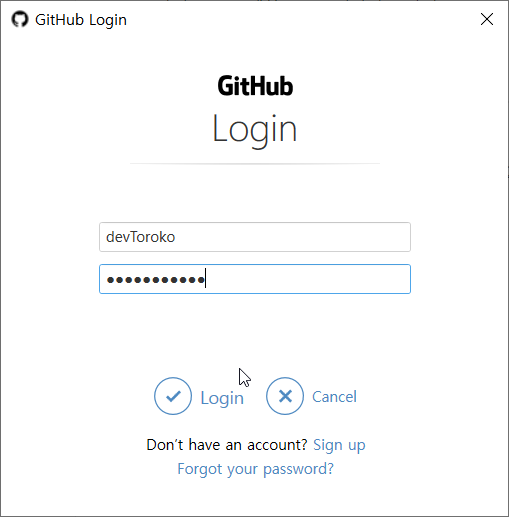 GitHub Login
GitHub
Login
devToroko
●●●●●●●●●●●
Login Cancel
Don't have an account? Sign up
Forgot your password?